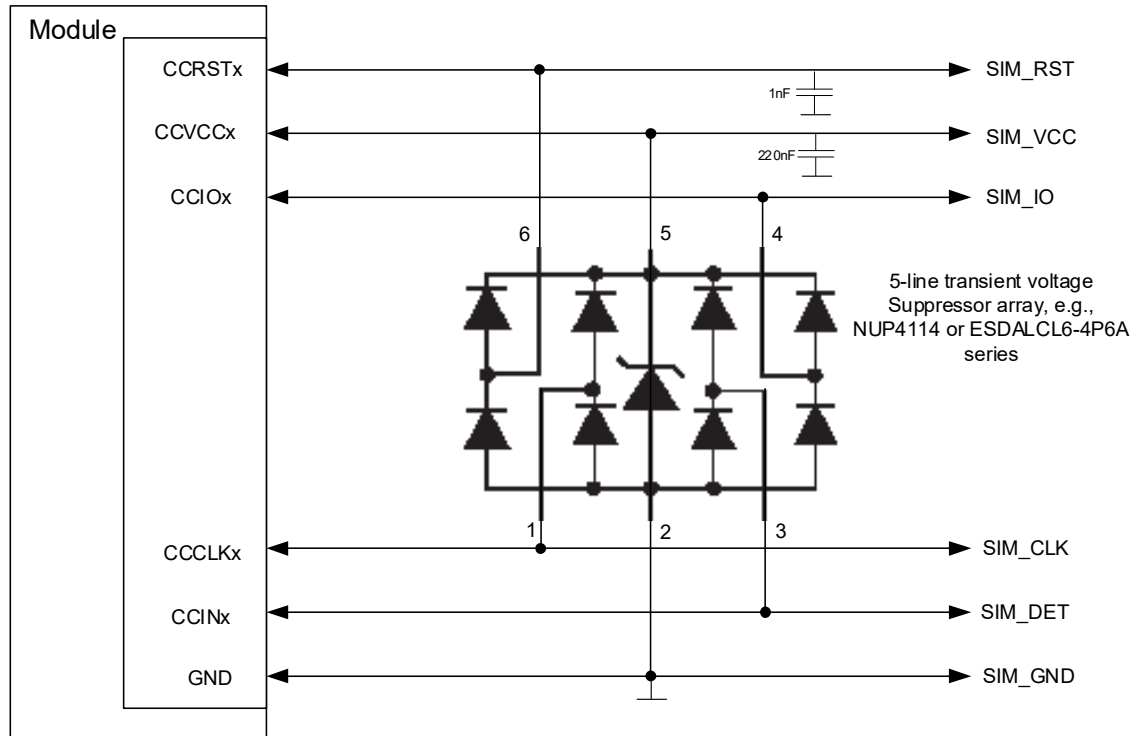 Module
CCRSTx
SIM_RST
1nF
CCVCCx
SIM_VCC
220nF
CCIOx
SIM_IO
6
5
4
5-line transient voltage
Suppressor array, e.g.,
NUP4114 or ESDALCL6-4P6A
series
1
2
3
CCCLKx
SIM_CLK
CCINx
SIM_DET
GND
SIM_GND